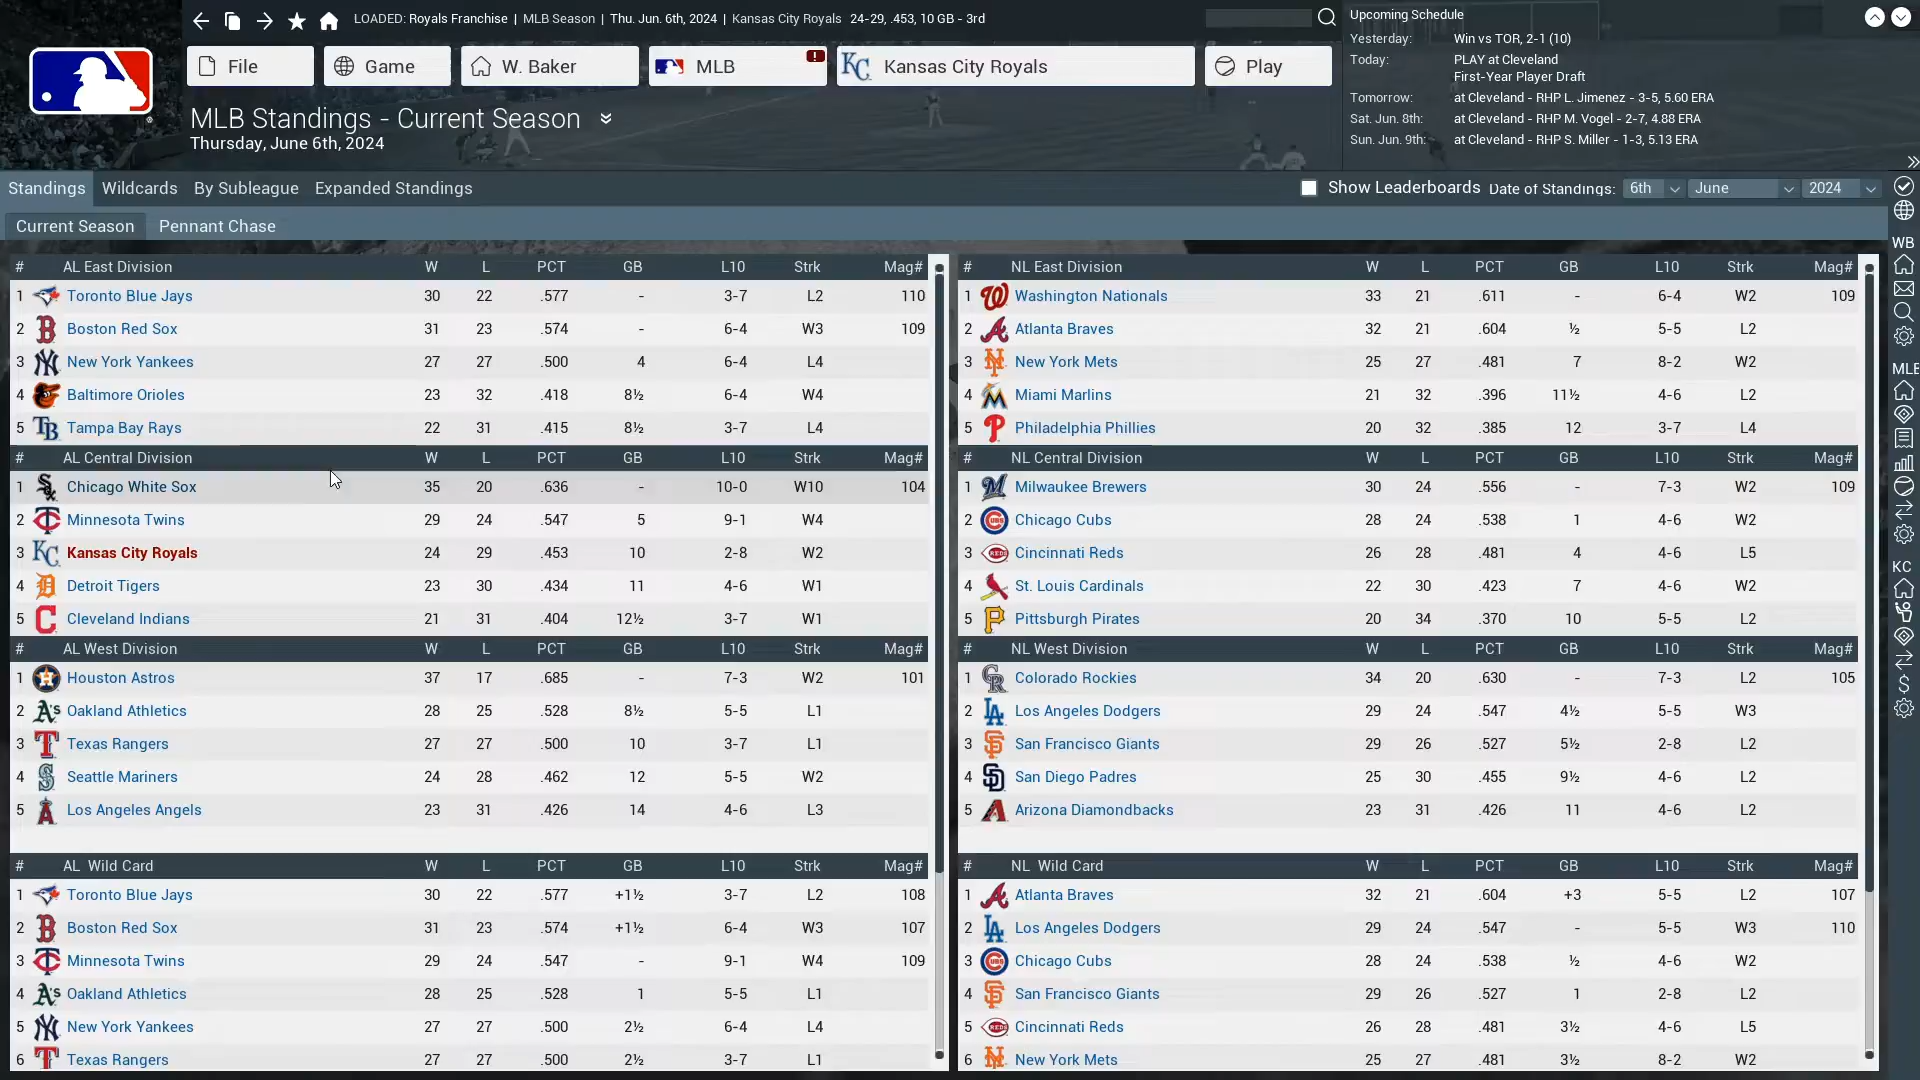 LOADED: Royals Franchise | MLB Season | Thu. Jun. 6th, 2024 | Kansas City Royals 24-29, .453, 10 GB - 3rd
File
Game
W. Baker
MLB
!
Kansas City Royals
Play
Upcoming Schedule
Yesterday: Win vs TOR, 2-1 (10)
Today: PLAY at Cleveland
First-Year Player Draft
Tomorrow: at Cleveland - RHP L. Jimenez - 3-5, 5.60 ERA
Sat. Jun. 8th: at Cleveland - RHP M. Vogel - 2-7, 4.88 ERA
Sun. Jun. 9th: at Cleveland - RHP S. Miller - 1-3, 5.13 ERA
MLB Standings - Current Season
Thursday, June 6th, 2024
Standings Wildcards By Subleague Expanded Standings
Show Leaderboards Date of Standings: 6th June 2024
Current Season Pennant Chase
# AL East Division W L PCT GB L10 Strk Mag#
1 Toronto Blue Jays 30 22 .577 - 3-7 L2 110
2 Boston Red Sox 31 23 .574 - 6-4 W3 109
3 New York Yankees 27 27 .500 4 6-4 L4
4 Baltimore Orioles 23 32 .418 8½ 6-4 W4
5 Tampa Bay Rays 22 31 .415 8½ 3-7 L4
# AL Central Division W L PCT GB L10 Strk Mag#
1 Chicago White Sox 35 20 .636 - 10-0 W10 104
2 Minnesota Twins 29 24 .547 5 9-1 W4
3 Kansas City Royals 24 29 .453 10 2-8 W2
4 Detroit Tigers 23 30 .434 11 4-6 W1
5 Cleveland Indians 21 31 .404 12½ 3-7 W1
# AL West Division W L PCT GB L10 Strk Mag#
1 Houston Astros 37 17 .685 - 7-3 W2 101
2 Oakland Athletics 28 25 .528 8½ 5-5 L1
3 Texas Rangers 27 27 .500 10 3-7 L1
4 Seattle Mariners 24 28 .462 12 5-5 W2
5 Los Angeles Angels 23 31 .426 14 4-6 L3
# AL Wild Card W L PCT GB L10 Strk Mag#
1 Toronto Blue Jays 30 22 .577 +1½ 3-7 L2 108
2 Boston Red Sox 31 23 .574 +1½ 6-4 W3 107
3 Minnesota Twins 29 24 .547 - 9-1 W4 109
4 Oakland Athletics 28 25 .528 1 5-5 L1
5 New York Yankees 27 27 .500 2½ 6-4 L4
6 Texas Rangers 27 27 .500 2½ 3-7 L1
# NL East Division W L PCT GB L10 Strk Mag#
1 Washington Nationals 33 21 .611 - 6-4 W2 109
2 Atlanta Braves 32 21 .604 ½ 5-5 L2
3 New York Mets 25 27 .481 7 8-2 W2
4 Miami Marlins 21 32 .396 11½ 4-6 L2
5 Philadelphia Phillies 20 32 .385 12 3-7 L4
# NL Central Division W L PCT GB L10 Strk Mag#
1 Milwaukee Brewers 30 24 .556 - 7-3 W2 109
2 Chicago Cubs 28 24 .538 1 4-6 W2
3 Cincinnati Reds 26 28 .481 4 4-6 L5
4 St. Louis Cardinals 22 30 .423 7 4-6 W2
5 Pittsburgh Pirates 20 34 .370 10 5-5 L2
# NL West Division W L PCT GB L10 Strk Mag#
1 Colorado Rockies 34 20 .630 - 7-3 L2 105
2 Los Angeles Dodgers 29 24 .547 4½ 5-5 W3
3 San Francisco Giants 29 26 .527 5½ 2-8 L2
4 San Diego Padres 25 30 .455 9½ 4-6 L2
5 Arizona Diamondbacks 23 31 .426 11 4-6 L2
# NL Wild Card W L PCT GB L10 Strk Mag#
1 Atlanta Braves 32 21 .604 +3 5-5 L2 107
2 Los Angeles Dodgers 29 24 .547 - 5-5 W3 110
3 Chicago Cubs 28 24 .538 ½ 4-6 W2
4 San Francisco Giants 29 26 .527 1 2-8 L2
5 Cincinnati Reds 26 28 .481 3½ 4-6 L5
6 New York Mets 25 27 .481 3½ 8-2 W2
WB
MLB
KC